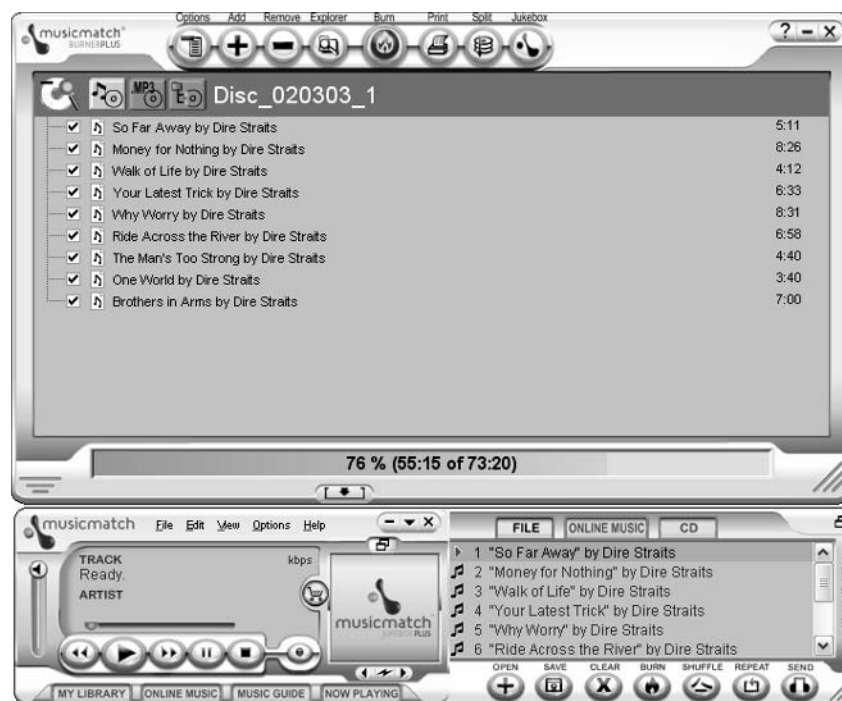 Options Add Remove Explorer Burn Print Split Jukebox
musicmatch
BURNERPLUS
? – X
.MP3 Disc_020303_1
So Far Away by Dire Straits 5:11
Money for Nothing by Dire Straits 8:26
Walk of Life by Dire Straits 4:12
Your Latest Trick by Dire Straits 6:33
Why Worry by Dire Straits 8:31
Ride Across the River by Dire Straits 6:58
The Man's Too Strong by Dire Straits 4:40
One World by Dire Straits 3:40
Brothers in Arms by Dire Straits 7:00
76 % (55:15 of 73:20)
musicmatch File Edit View Options Help
TRACK kbps
Ready.
ARTIST
musicmatch
JUKEBOX PLUS
MY LIBRARY ONLINE MUSIC MUSIC GUIDE NOW PLAYING
FILE ONLINE MUSIC CD
1 "So Far Away" by Dire Straits
2 "Money for Nothing" by Dire Straits
3 "Walk of Life" by Dire Straits
4 "Your Latest Trick" by Dire Straits
5 "Why Worry" by Dire Straits
6 "Ride Across the River" by Dire Straits
OPEN SAVE CLEAR BURN SHUFFLE REPEAT SEND